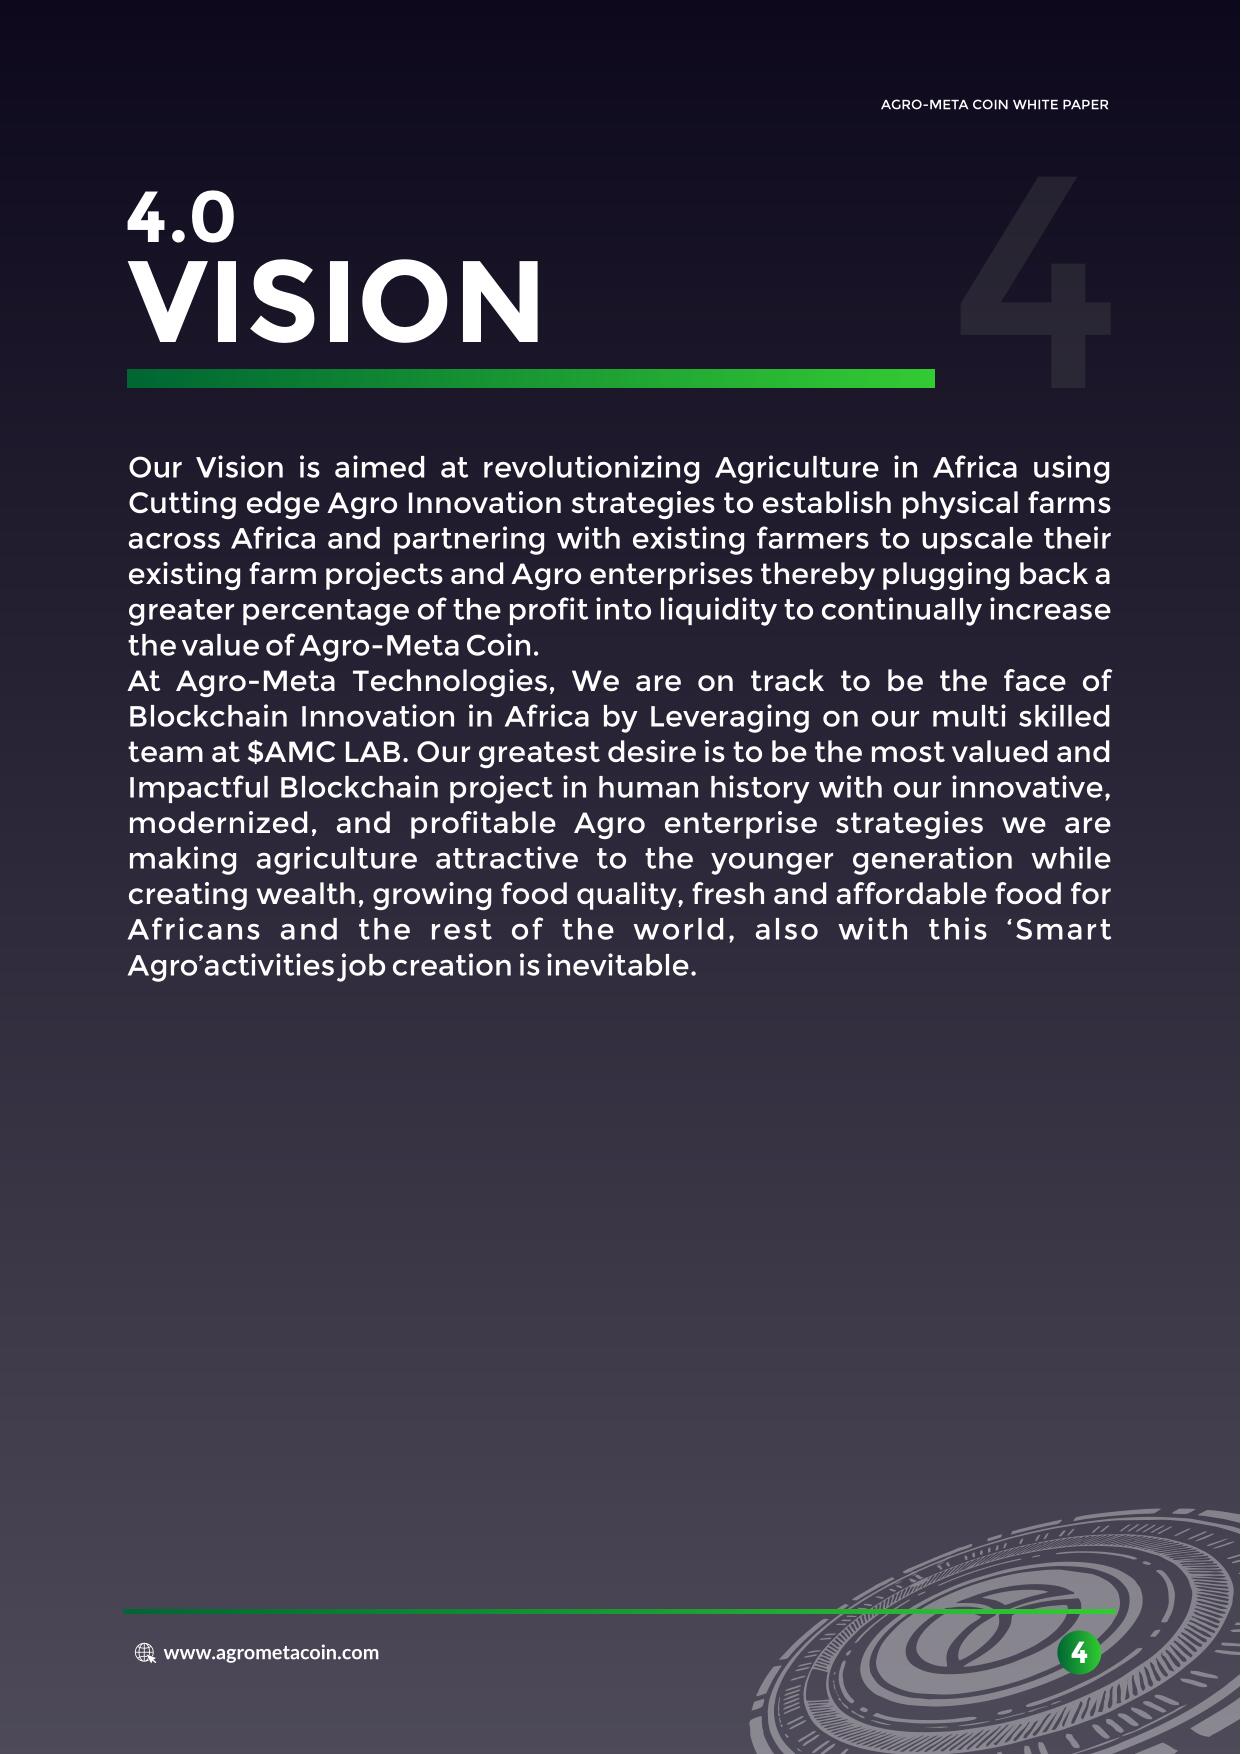 AGRO-META COIN WHITE PAPER
4.0
4
VISION
Our Vision is aimed at revolutionizing Agriculture in Africa using
Cutting edge Agro Innovation strategies to establish physical farms
across Africa and partnering with existing farmers to upscale their
existing farm projects and Agro enterprises thereby plugging back a
greater percentage of the profit into liquidity to continually increase
the value of Agro-Meta Coin.
At Agro-Meta Technologies, We are on track to be the face of
Blockchain Innovation in Africa by Leveraging on our multi skilled
team at $AMC LAB. Our greatest desire is to be the most valued and
Impactful Blockchain project in human history with our innovative,
modernized, and profitable Agro enterprise strategies we are
making agriculture attractive to the younger generation while
creating wealth, growing food quality, fresh and affordable food for
Africans and the rest of the world, also with this ‘Smart
Agro’activities job creation is inevitable.
www.agrometacoin.com
4